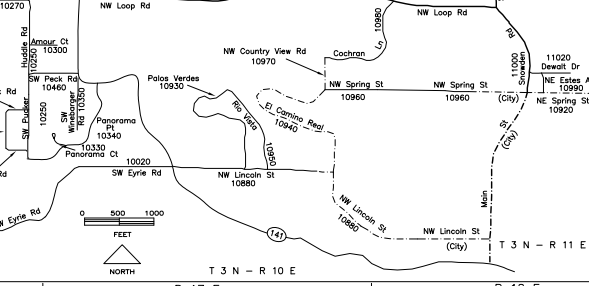 10270
NW Loop Rd
10980
NW Loop Rd
Huddle Rd
10250
Amour Ct
10300
NW Country View Rd
10970
Cochran
Ln
Rd
11000
Snowden
11020
Dewalt Dr
SW Peck Rd
10460
Palos Verdes
10930
NW Spring St
10960
NW Spring St
10960
(City)
NE Estes
10990
NE Spring St
10920
SW Pucker
10250
SW
Winebarger
Rd
10350
Panorama
Pt
10340
Rio Vista
10950
El Camino Real
10940
St
(City)
10330
Panorama Ct
10020
SW Eyrie Rd
NW Lincoln St
10880
Rd
SW Eyrie Rd
NW Lincoln St
10880
Main
0 500 1000
FEET
141
NW Lincoln St
(City)
T 3 N - R 11 E
NORTH
T 3 N - R 10 E